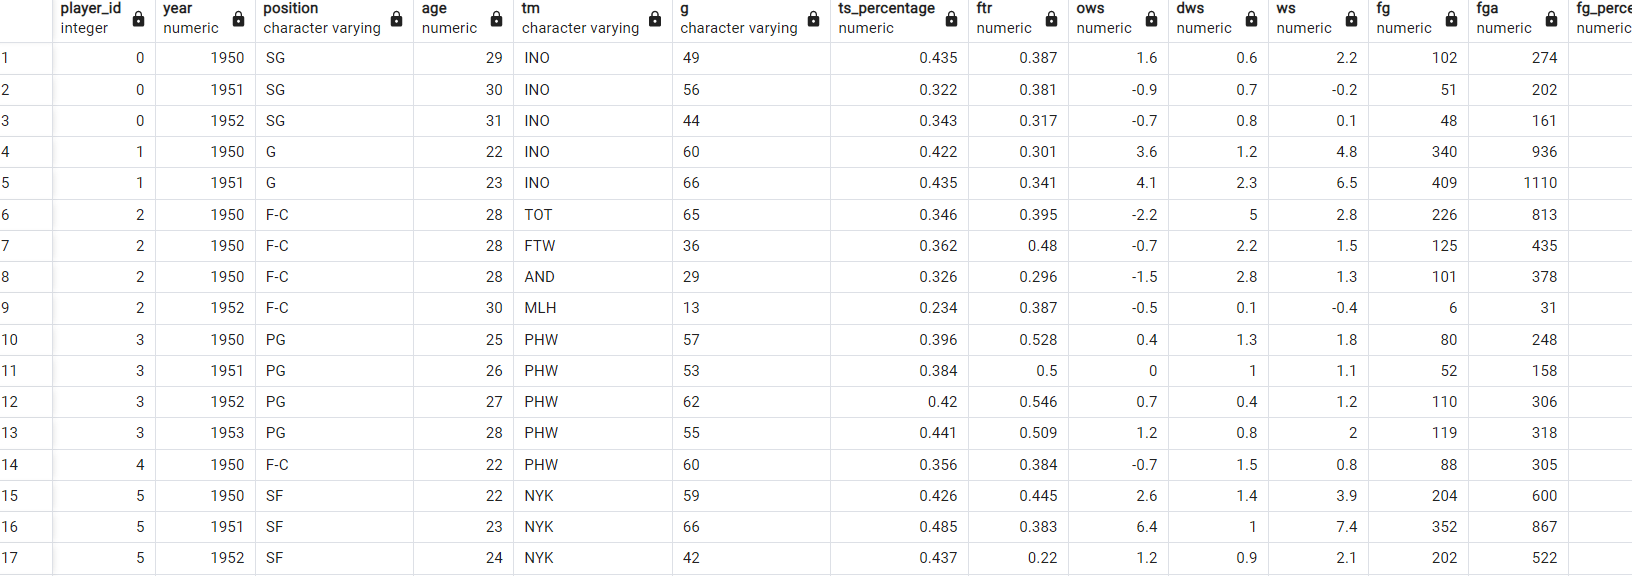 player_id year position age tm g ts_percentage ftr ows dws ws fg fga fg_perce
integer numeric character varying numeric character varying character varying numeric numeric numeric numeric numeric numeric numeric numeric
1 0 1950 SG 29 INO 49 0.435 0.387 1.6 0.6 2.2 102 274
2 0 1951 SG 30 INO 56 0.322 0.381 -0.9 0.7 -0.2 51 202
3 0 1952 SG 31 INO 44 0.343 0.317 -0.7 0.8 0.1 48 161
4 1 1950 G 22 INO 60 0.422 0.301 3.6 1.2 4.8 340 936
5 1 1951 G 23 INO 66 0.435 0.341 4.1 2.3 6.5 409 1110
6 2 1950 F-C 28 TOT 65 0.346 0.395 -2.2 5 2.8 226 813
7 2 1950 F-C 28 FTW 36 0.362 0.48 -0.7 2.2 1.5 125 435
8 2 1950 F-C 28 AND 29 0.326 0.296 -1.5 2.8 1.3 101 378
9 2 1952 F-C 30 MLH 13 0.234 0.387 -0.5 0.1 -0.4 6 31
10 3 1950 PG 25 PHW 57 0.396 0.528 0.4 1.3 1.8 80 248
11 3 1951 PG 26 PHW 53 0.384 0.5 0 1 1.1 52 158
12 3 1952 PG 27 PHW 62 0.42 0.546 0.7 0.4 1.2 110 306
13 3 1953 PG 28 PHW 55 0.441 0.509 1.2 0.8 2 119 318
14 4 1950 F-C 22 PHW 60 0.356 0.384 -0.7 1.5 0.8 88 305
15 5 1950 SF 22 NYK 59 0.426 0.445 2.6 1.4 3.9 204 600
16 5 1951 SF 23 NYK 66 0.485 0.383 6.4 1 7.4 352 867
17 5 1952 SF 24 NYK 42 0.437 0.22 1.2 0.9 2.1 202 522